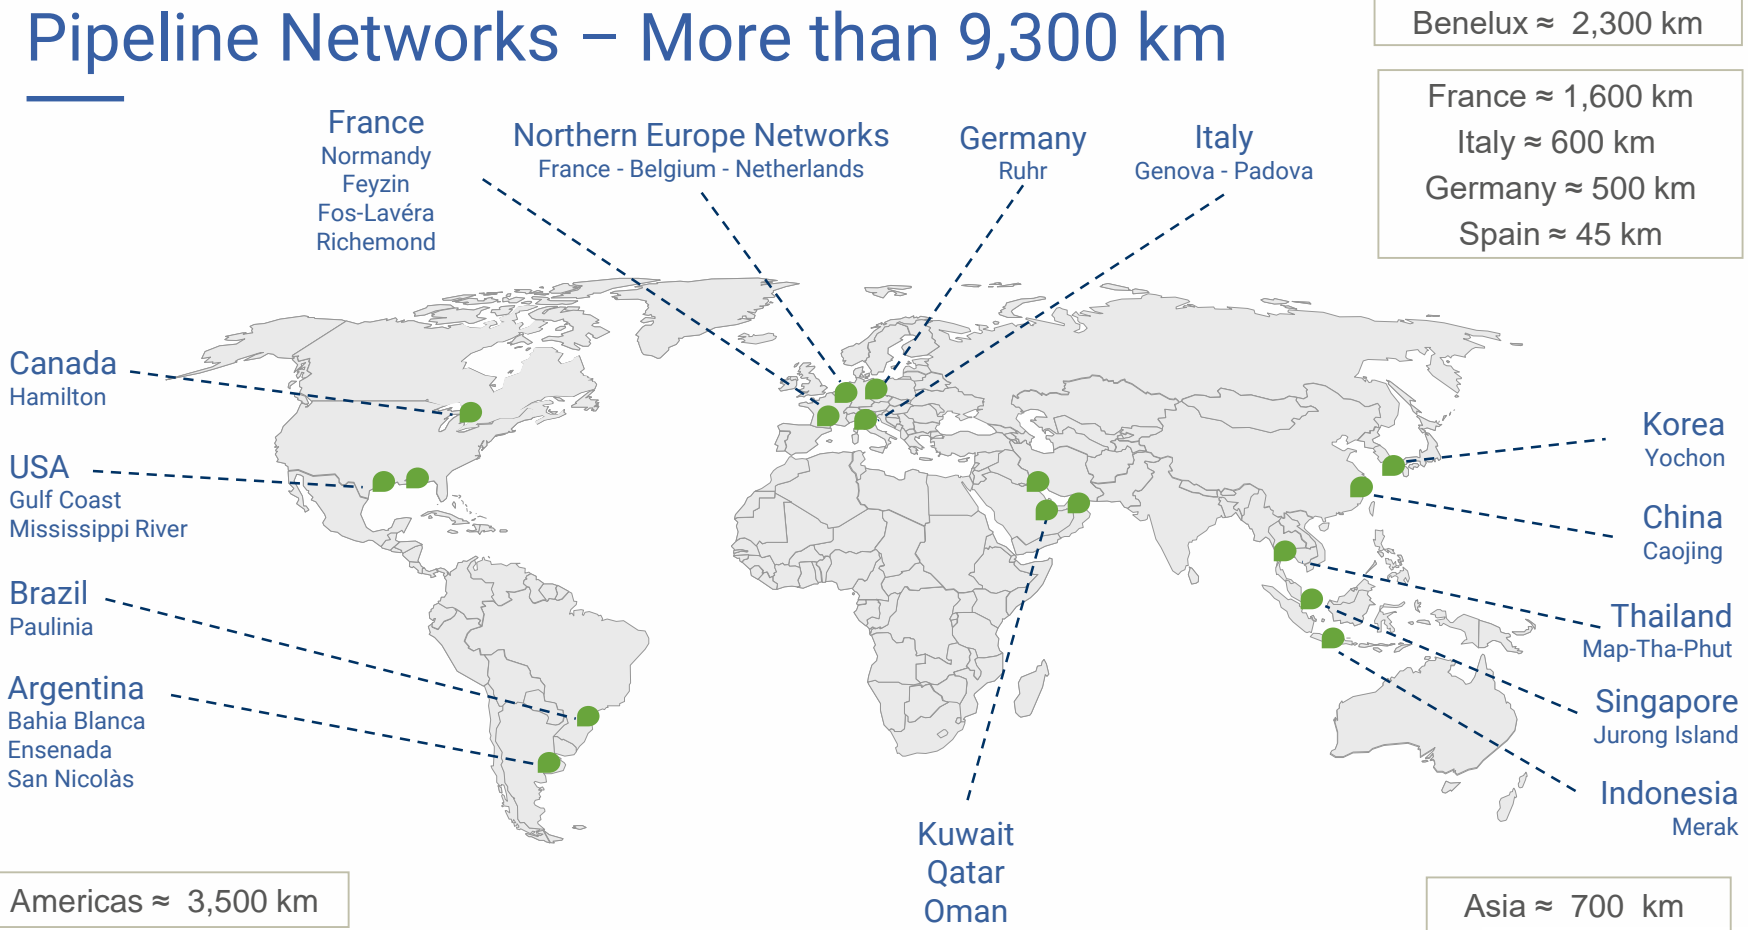 Pipeline Networks – More than 9,300 km
Benelux ≈ 2,300 km
France ≈ 1,600 km
Italy ≈ 600 km
Germany ≈ 500 km
Spain ≈ 45 km
France
Normandy
Feyzin
Fos-Lavéra
Richemond
Northern Europe Networks
France - Belgium - Netherlands
Germany
Ruhr
Italy
Genova - Padova
Canada
Hamilton
USA
Gulf Coast
Mississippi River
Brazil
Paulinia
Argentina
Bahia Blanca
Ensenada
San Nicolàs
Korea
Yochon
China
Caojing
Thailand
Map-Tha-Phut
Singapore
Jurong Island
Indonesia
Merak
Kuwait
Qatar
Oman
Americas ≈ 3,500 km
Asia ≈ 700 km